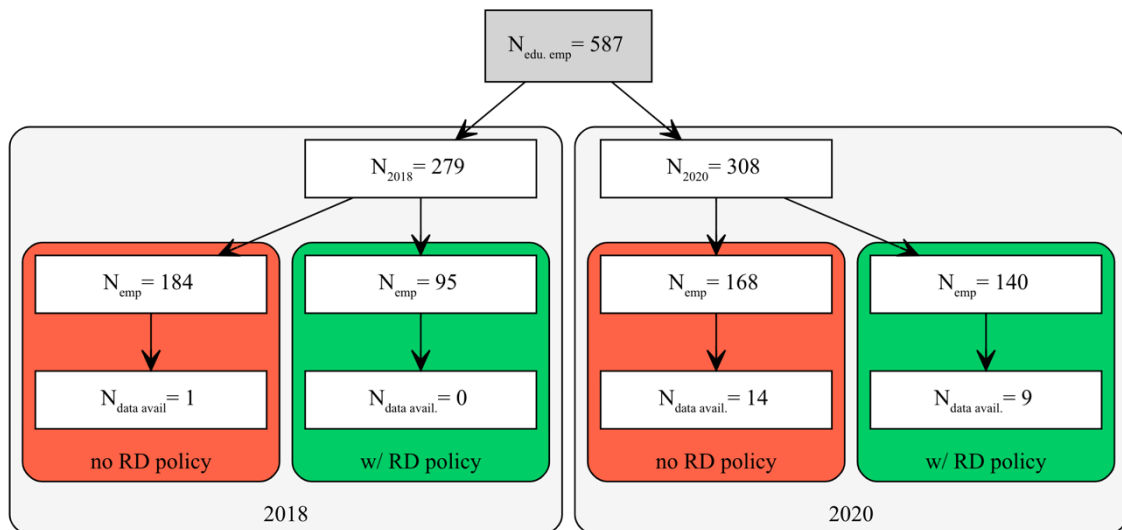 N edu. emp = 587
N2018= 279
N2020= 308
Nemp= 184
Nemp= 95
Nemp= 168
Nemp= 140
Ndata avail= 1
Ndata avail.= 0
Ndata avail.= 14
Ndata avail.= 9
no RD policy
w/ RD policy
no RD policy
w/ RD policy
2018
2020